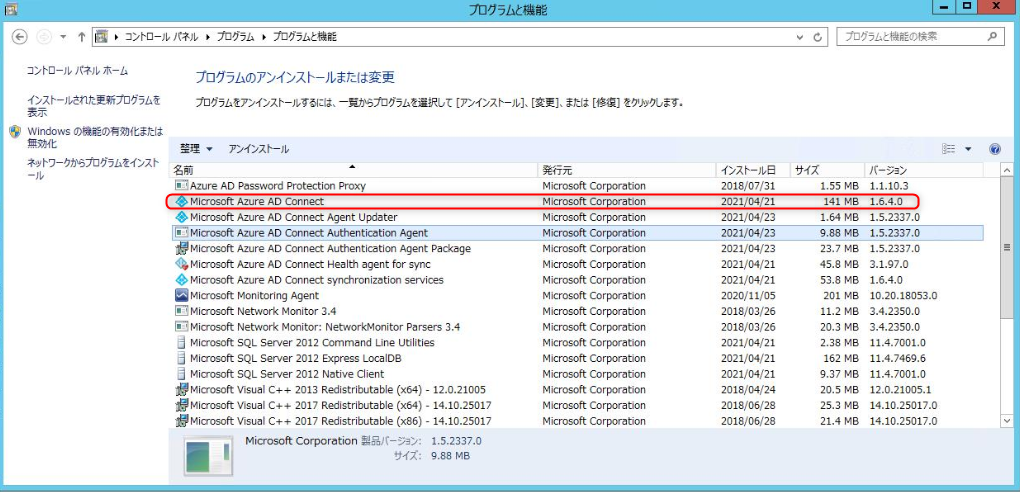 プログラムと機能
コントロール パネル ▸ プログラム ▸ プログラムと機能
プログラムと機能の検索
コントロール パネル ホーム
インストールされた更新プログラムを
表示
Windows の機能の有効化または
無効化
ネットワークからプログラムをインスト
ール
プログラムのアンインストールまたは変更
プログラムをアンインストールするには、一覧からプログラムを選択して [アンインストール]、[変更]、または [修復] をクリックします。
整理 アンインストール
名前 発行元 インストール日 サイズ バージョン
Azure AD Password Protection Proxy Microsoft Corporation 2018/07/31 1.55 MB 1.1.10.3
Microsoft Azure AD Connect Microsoft Corporation 2021/04/21 141 MB 1.6.4.0
Microsoft Azure AD Connect Agent Updater Microsoft Corporation 2021/04/23 1.64 MB 1.5.2337.0
Microsoft Azure AD Connect Authentication Agent Microsoft Corporation 2021/04/23 9.88 MB 1.5.2337.0
Microsoft Azure AD Connect Authentication Agent Package Microsoft Corporation 2021/04/23 23.7 MB 1.5.2337.0
Microsoft Azure AD Connect Health agent for sync Microsoft Corporation 2021/04/21 45.8 MB 3.1.97.0
Microsoft Azure AD Connect synchronization services Microsoft Corporation 2021/04/21 53.8 MB 1.6.4.0
Microsoft Monitoring Agent Microsoft Corporation 2020/11/05 201 MB 10.20.18053.0
Microsoft Network Monitor 3.4 Microsoft Corporation 2018/03/26 11.2 MB 3.4.2350.0
Microsoft Network Monitor: NetworkMonitor Parsers 3.4 Microsoft Corporation 2018/03/26 20.3 MB 3.4.2350.0
Microsoft SQL Server 2012 Command Line Utilities Microsoft Corporation 2021/04/21 2.38 MB 11.4.7001.0
Microsoft SQL Server 2012 Express LocalDB Microsoft Corporation 2021/04/21 162 MB 11.4.7469.6
Microsoft SQL Server 2012 Native Client Microsoft Corporation 2021/04/21 9.37 MB 11.4.7001.0
Microsoft Visual C++ 2013 Redistributable (x64) - 12.0.21005 Microsoft Corporation 2018/04/24 20.5 MB 12.0.21005.1
Microsoft Visual C++ 2017 Redistributable (x64) - 14.10.25017 Microsoft Corporation 2018/06/28 25.3 MB 14.10.25017.0
Microsoft Visual C++ 2017 Redistributable (x86) - 14.10.25017 Microsoft Corporation 2018/06/28 21.4 MB 14.10.25017.0
Microsoft Corporation 製品バージョン: 1.5.2337.0
サイズ: 9.88 MB